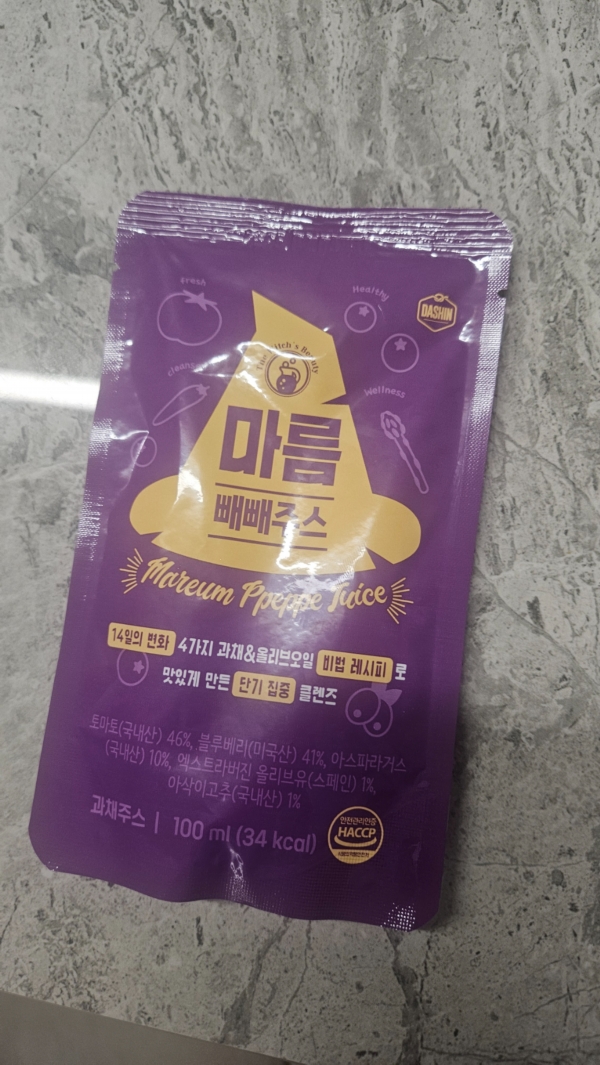 Fresh
Healthy
DASHIN
cleanse
Wellness
마름
빼빼주스
Mareum Ppeppe Juice
14일의 변화 4가지 과채&올리브오일 비법 레시피로
맛있게 만든 단기 집중 클렌즈
토마토(국내산) 46%, 블루베리(미국산) 41%, 아스파라거스
(국내산) 10%, 엑스트라버진 올리브유(스페인) 1%,
아삭이고추(국내산) 1%
과채주스 | 100 ml (34 kcal)
안전관리인증
HACCP